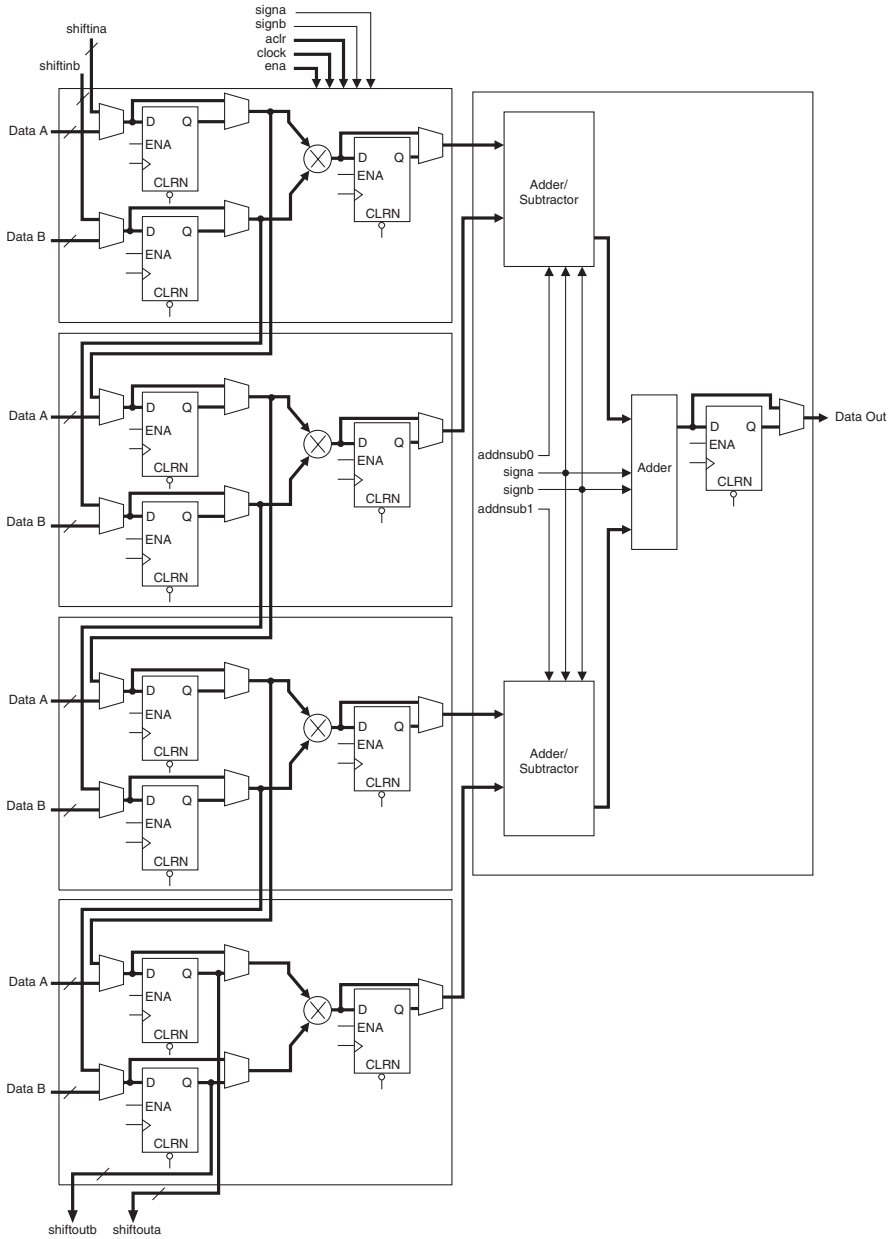 signa
signb
aclr
clock
ena
shiftina
shiftinb
Data A
D Q
ENA
CLRN
D Q
ENA
CLRN
Data B
D Q
ENA
CLRN
Adder/
Subtractor
Data A
D Q
ENA
CLRN
D Q
ENA
CLRN
Data B
D Q
ENA
CLRN
addnsub0
signa
signb
addnsub1
Adder
D Q
ENA
CLRN
Data Out
Data A
D Q
ENA
CLRN
D Q
ENA
CLRN
Data B
D Q
ENA
CLRN
Adder/
Subtractor
Data A
D Q
ENA
CLRN
D Q
ENA
CLRN
Data B
D Q
ENA
CLRN
shiftoutb
shiftouta